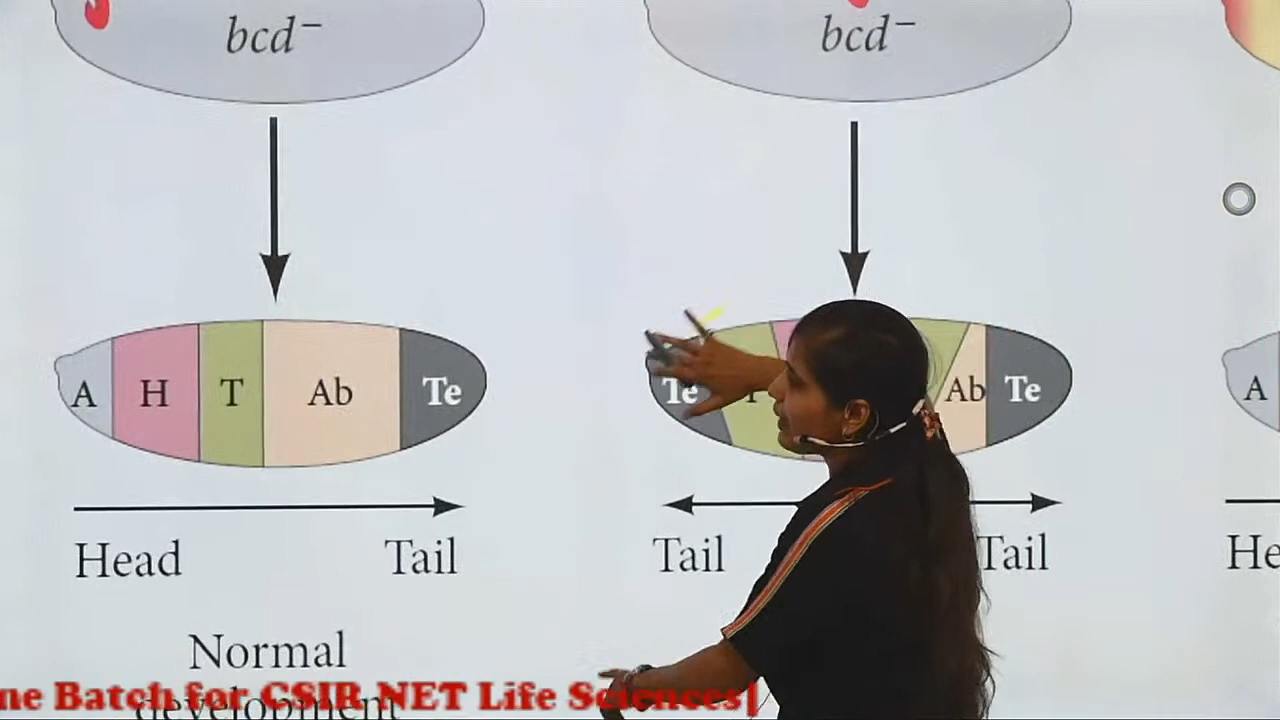 bcd⁻ bcd⁻
A H T Ab Te Te Ab Te A
Head Tail Tail Tail He
Normal
development
ne Batch for CSIR NET Life Sciences|